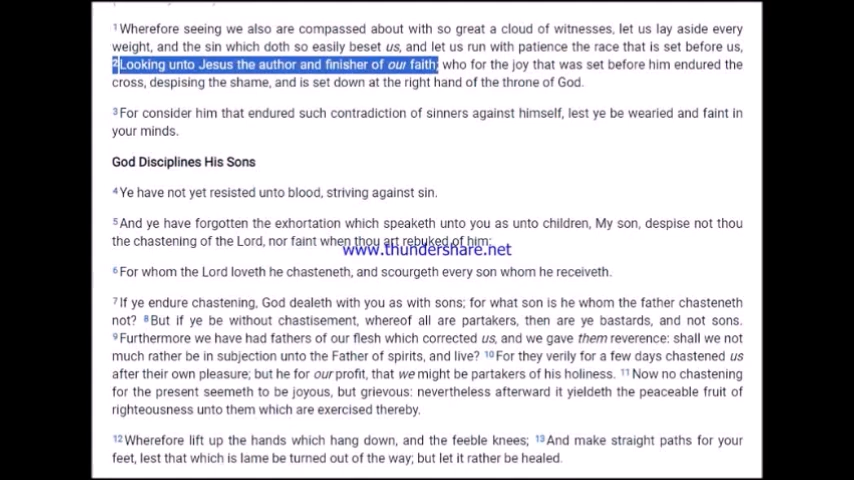 1Wherefore seeing we also are compassed about with so great a cloud of witnesses, let us lay aside every
weight, and the sin which doth so easily beset us, and let us run with patience the race that is set before us,
2Looking unto Jesus the author and finisher of our faith; who for the joy that was set before him endured the
cross, despising the shame, and is set down at the right hand of the throne of God.
3For consider him that endured such contradiction of sinners against himself, lest ye be wearied and faint in
your minds.
God Disciplines His Sons
4Ye have not yet resisted unto blood, striving against sin.
5And ye have forgotten the exhortation which speaketh unto you as unto children, My son, despise not thou
the chastening of the Lord, nor faint when thou art rebuked of him:
www.thundershare.net
6For whom the Lord loveth he chasteneth, and scourgeth every son whom he receiveth.
7If ye endure chastening, God dealeth with you as with sons; for what son is he whom the father chasteneth
not? 8But if ye be without chastisement, whereof all are partakers, then are ye bastards, and not sons.
9Furthermore we have had fathers of our flesh which corrected us, and we gave them reverence: shall we not
much rather be in subjection unto the Father of spirits, and live? 10For they verily for a few days chastened us
after their own pleasure; but he for our profit, that we might be partakers of his holiness. 11Now no chastening
for the present seemeth to be joyous, but grievous: nevertheless afterward it yieldeth the peaceable fruit of
righteousness unto them which are exercised thereby.
12Wherefore lift up the hands which hang down, and the feeble knees; 13And make straight paths for your
feet, lest that which is lame be turned out of the way; but let it rather be healed.